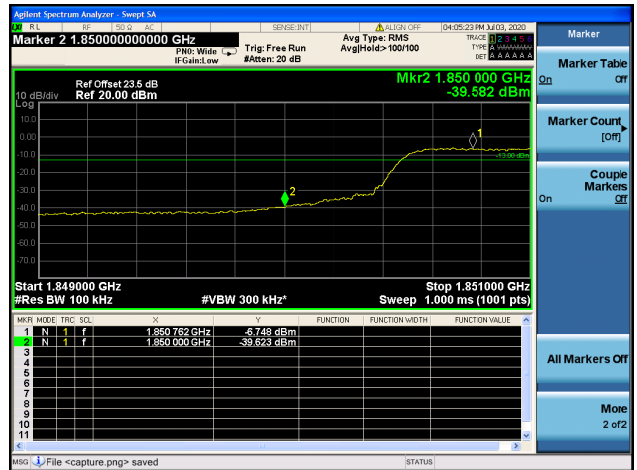 Agilent Spectrum Analyzer - Swept SA
RL RF 50 Ω AC SENSE:INT ALIGN OFF 04:05:23 PM Jul 03, 2020
Marker 2 1.850000000000 GHz
PNO: Wide
IFGain:Low
Trig: Free Run
#Atten: 20 dB
Avg Type: RMS
Avg|Hold>100/100
TRACE 1 2 3 4 5 6
TYPE A WWWWW
DET A A A A A A
Ref Offset 23.5 dB
Ref 20.00 dBm
10 dB/div
Log
Mkr2 1.850 000 GHz
-39.582 dBm
10.0
0.00
-10.0
-20.0
-30.0
-40.0
-50.0
-60.0
-70.0
1
-13.00 dBm
2
Start 1.849000 GHz Stop 1.851000 GHz
#Res BW 100 kHz #VBW 300 kHz* Sweep 1.000 ms (1001 pts)
MKR MODE TRC SCL X Y FUNCTION FUNCTION WIDTH FUNCTION VALUE
1 N 1 f 1.850 762 GHz -6.748 dBm
2 N 1 f 1.850 000 GHz -39.623 dBm
3
4
5
6
7
8
9
10
11
MSG File <capture.png> saved STATUS
Marker
Marker Table
On Off
Marker Count
[Off]
Couple
Markers
On Off
All Markers Off
More
2 of 2